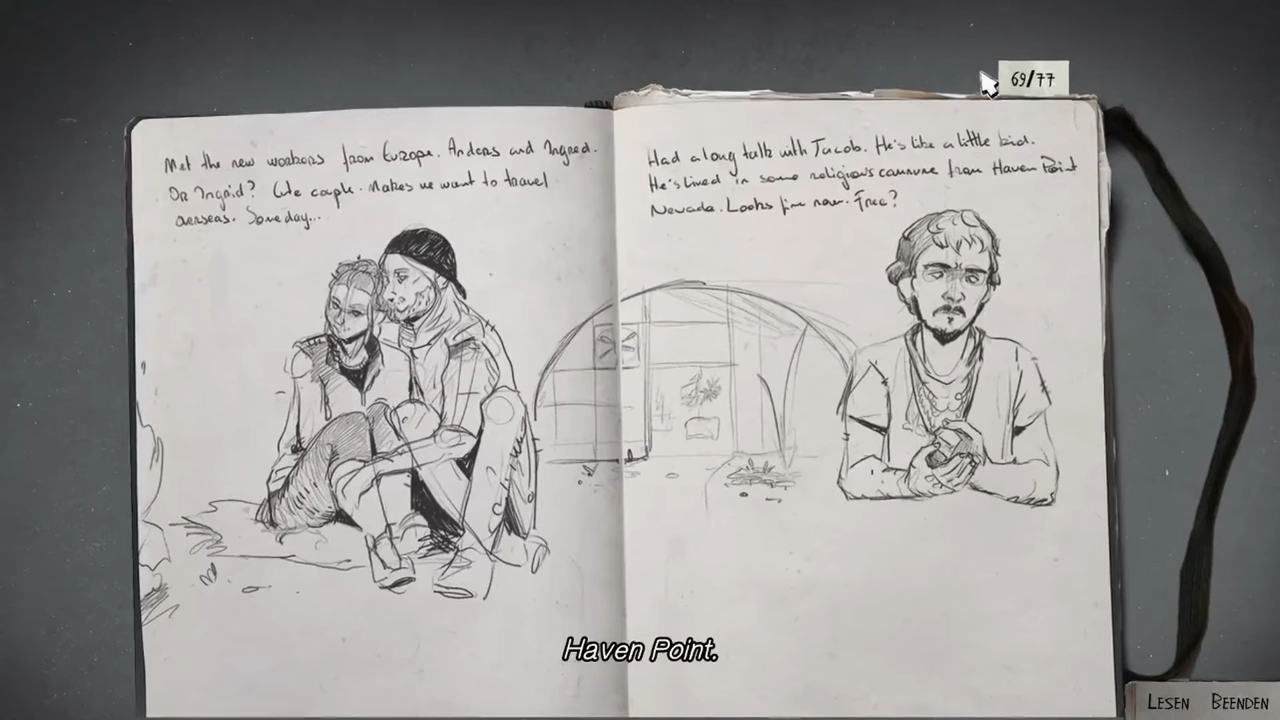 Met the new workers from Europe. Anders and Ingred.
Or Ingrid? Cute couple. Makes me want to travel
overseas. Someday...
69/77
Had a long talk with Jacob. He's like a little kid.
He's lived in some religious commune from Haven Point
Nevada. Looks fine now. Free?
Haven Point.
LESEN BEENDEN